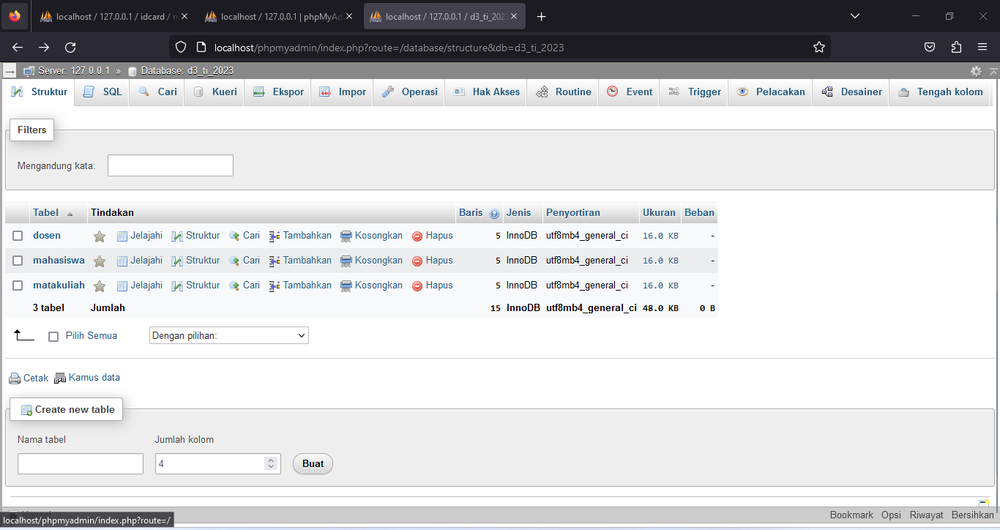 localhost / 127.0.0.1 / idcard / m
localhost / 127.0.0.1 | phpMyAd
localhost / 127.0.0.1 / d3_ti_2023
localhost/phpmyadmin/index.php?route=/database/structure&db=d3_ti_2023
Server: 127.0.0.1 » Database: d3_ti_2023
Struktur SQL Cari Kueri Ekspor Impor Operasi Hak Akses Routine Event Trigger Pelacakan Desainer Tengah kolom
Filters
Mengandung kata:
Tabel Tindakan Baris Jenis Penyortiran Ukuran Beban
dosen Jelajahi Struktur Cari Tambahkan Kosongkan Hapus 5 InnoDB utf8mb4_general_ci 16.0 KB -
mahasiswa Jelajahi Struktur Cari Tambahkan Kosongkan Hapus 5 InnoDB utf8mb4_general_ci 16.0 KB -
matakuliah Jelajahi Struktur Cari Tambahkan Kosongkan Hapus 5 InnoDB utf8mb4_general_ci 16.0 KB -
3 tabel Jumlah 15 InnoDB utf8mb4_general_ci 48.0 KB 0 B
Pilih Semua Dengan pilihan:
Cetak Kamus data
Create new table
Nama tabel Jumlah kolom
4 Buat
Bookmark Opsi Riwayat Bersihkan
localhost/phpmyadmin/index.php?route=/